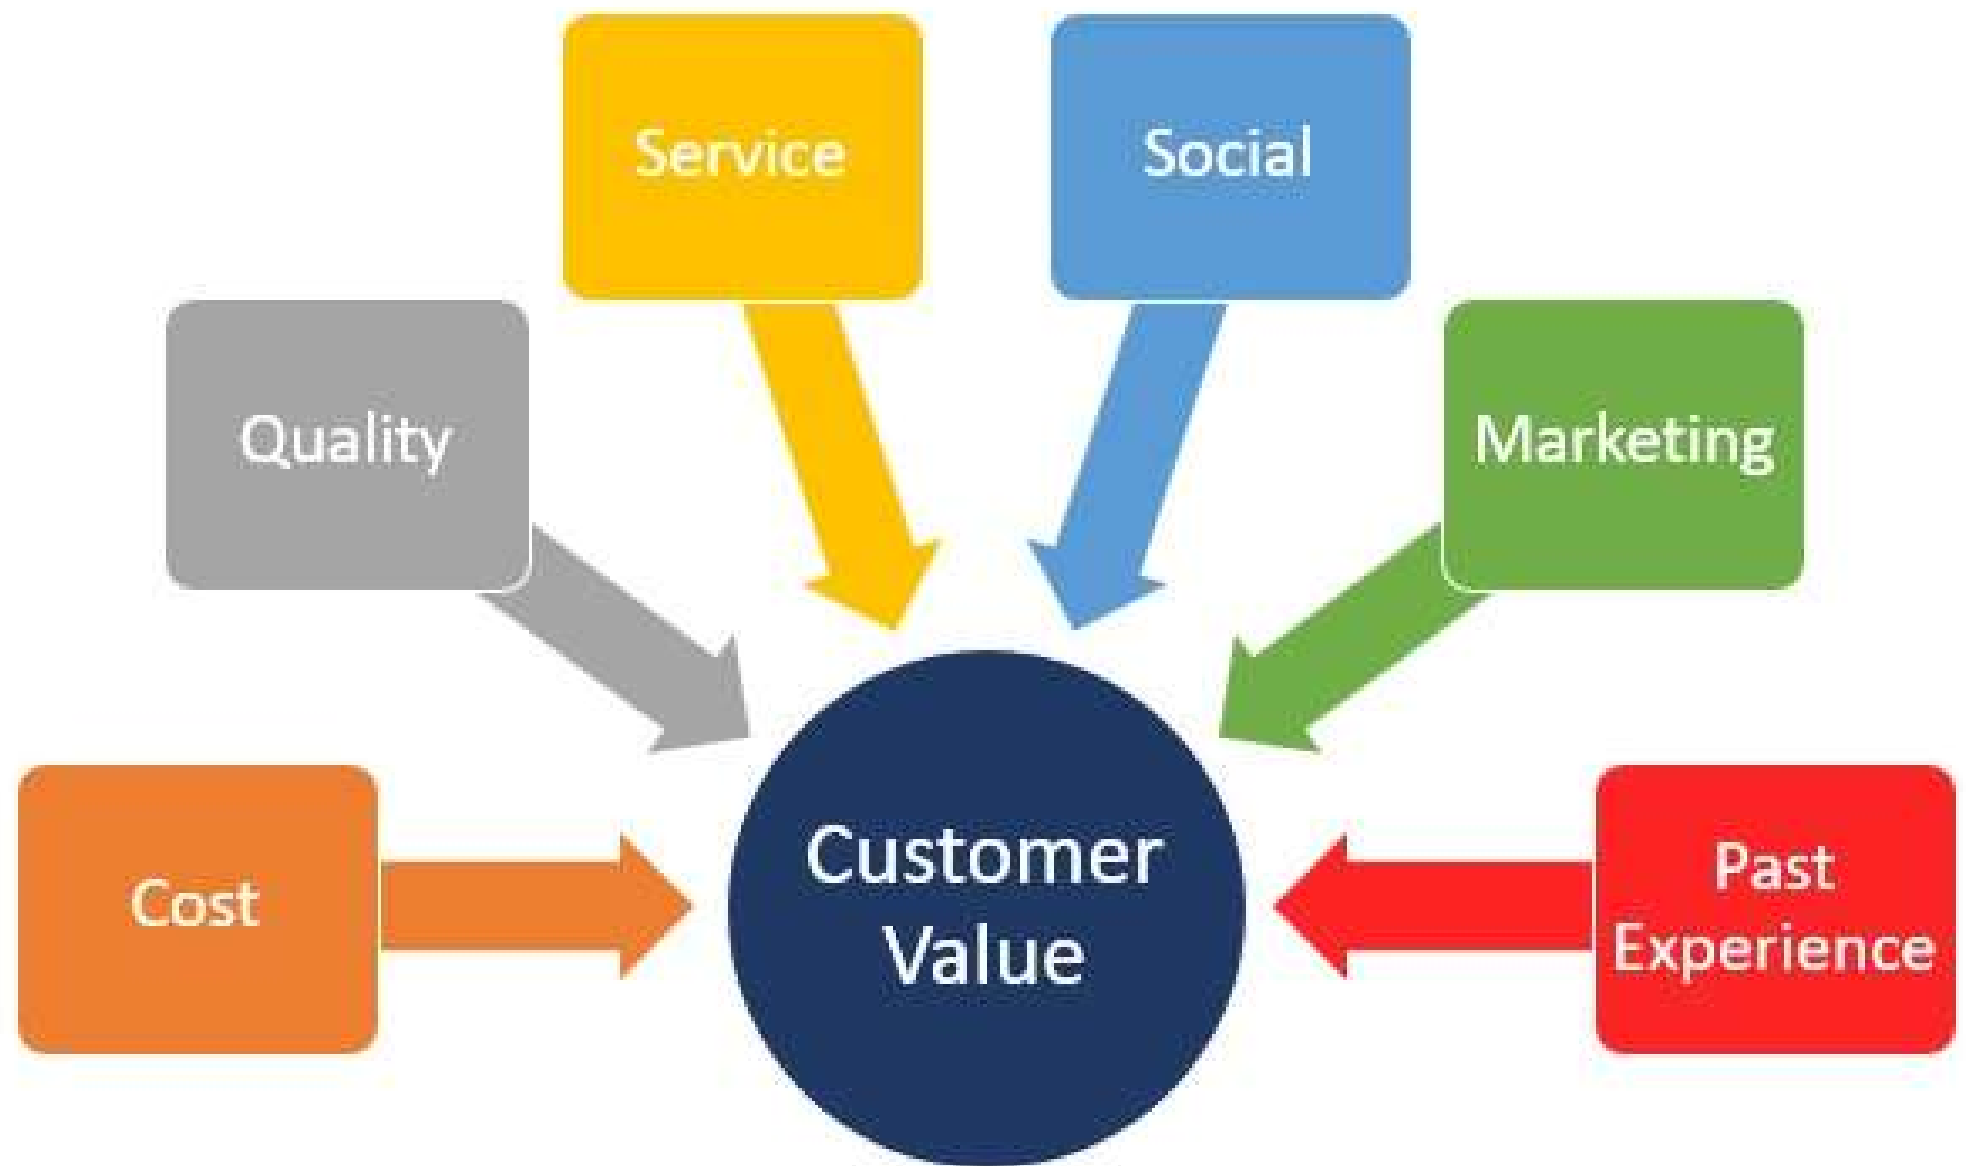 Service
Social
Quality
Marketing
Cost
Customer
Value
Past
Experience